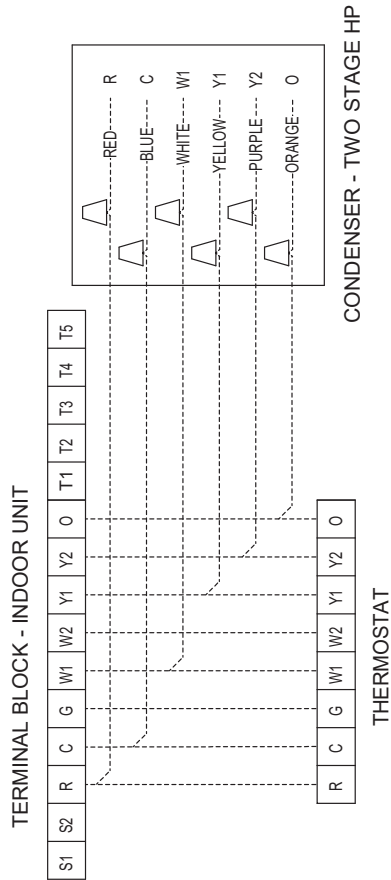 TERMINAL BLOCK - INDOOR UNIT
S1 S2 R C G W1 W2 Y1 Y2 O T1 T2 T3 T4 T5
R C G W1 W2 Y1 Y2 O
THERMOSTAT
RED R
BLUE C
WHITE W1
YELLOW Y1
PURPLE Y2
ORANGE O
CONDENSER - TWO STAGE HP